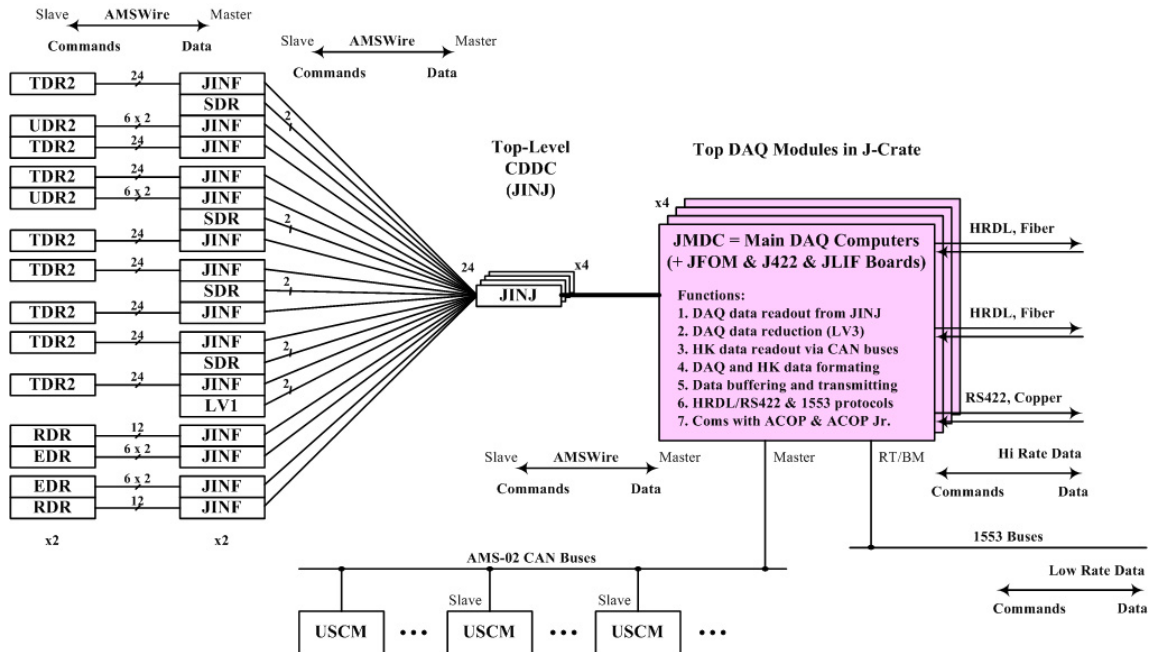 Slave AMSWire Master
Commands Data
Slave AMSWire Master
Commands Data
TDR2 24 JINF
SDR
2
UDR2 6 x 2 JINF
TDR2 24 JINF
TDR2 24 JINF
UDR2 6 x 2 JINF
SDR
2
TDR2 24 JINF
TDR2 24 JINF
SDR
2
TDR2 24 JINF
TDR2 24 JINF
SDR
2
TDR2 24 JINF
2
LV1
RDR 12 JINF
EDR 6 x 2 JINF
EDR 6 x 2 JINF
RDR 12 JINF
x2 x2
Top-Level
CDDC
(JINJ)
24 x4
JINJ
Top DAQ Modules in J-Crate
x4
JMDC = Main DAQ Computers
(+ JFOM & J422 & JLIF Boards)
Functions:
1. DAQ data readout from JINJ
2. DAQ data reduction (LV3)
3. HK data readout via CAN buses
4. DAQ and HK data formating
5. Data buffering and transmitting
6. HRDL/RS422 & 1553 protocols
7. Coms with ACOP & ACOP Jr.
HRDL, Fiber
HRDL, Fiber
RS422, Copper
Slave AMSWire Master
Commands Data
Master
RT/BM
Hi Rate Data
Commands Data
1553 Buses
Low Rate Data
Commands Data
AMS-02 CAN Buses
Slave Slave
USCM ••• USCM ••• USCM •••